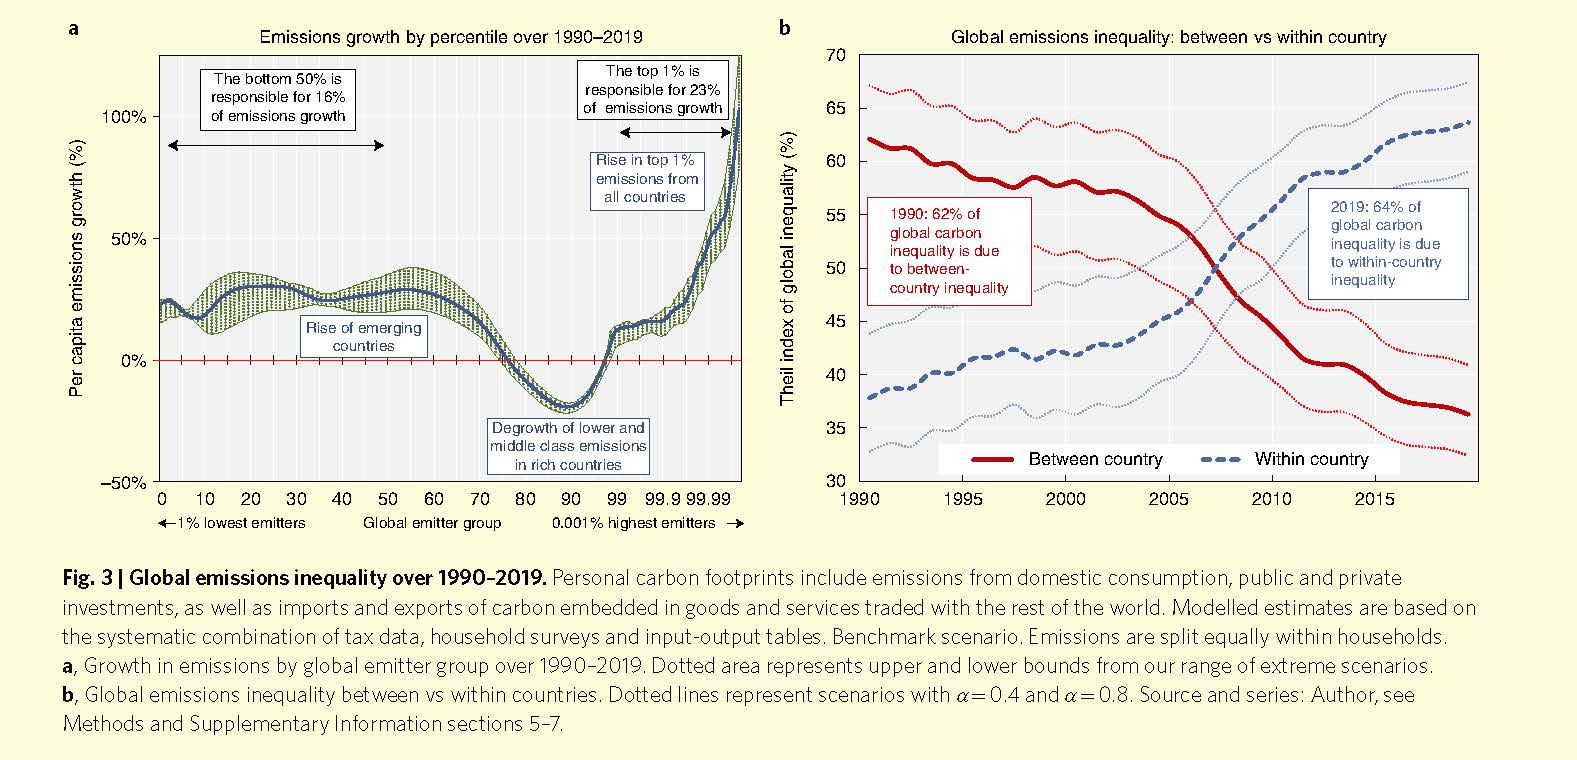 a
Emissions growth by percentile over 1990–2019
The bottom 50% is
responsible for 16%
of emissions growth
The top 1% is
responsible for 23%
of emissions growth
Rise in top 1%
emissions from
all countries
Rise of emerging
countries
Degrowth of lower and
middle class emissions
in rich countries
Per capita emissions growth (%)
100%
50%
0%
–50%
0 10 20 30 40 50 60 70 80 90 99 99.9 99.99
1% lowest emitters Global emitter group 0.001% highest emitters
b
Global emissions inequality: between vs within country
Theil index of global inequality (%)
70
65
60
55
50
45
40
35
30
1990: 62% of
global carbon
inequality is due
to between-
country inequality
2019: 64% of
global carbon
inequality is due
to within-country
inequality
Between country Within country
1990 1995 2000 2005 2010 2015
Fig. 3 | Global emissions inequality over 1990–2019. Personal carbon footprints include emissions from domestic consumption, public and private
investments, as well as imports and exports of carbon embedded in goods and services traded with the rest of the world. Modelled estimates are based on
the systematic combination of tax data, household surveys and input-output tables. Benchmark scenario. Emissions are split equally within households.
a, Growth in emissions by global emitter group over 1990–2019. Dotted area represents upper and lower bounds from our range of extreme scenarios.
b, Global emissions inequality between vs within countries. Dotted lines represent scenarios with α = 0.4 and α = 0.8. Source and series: Author, see
Methods and Supplementary Information sections 5–7.